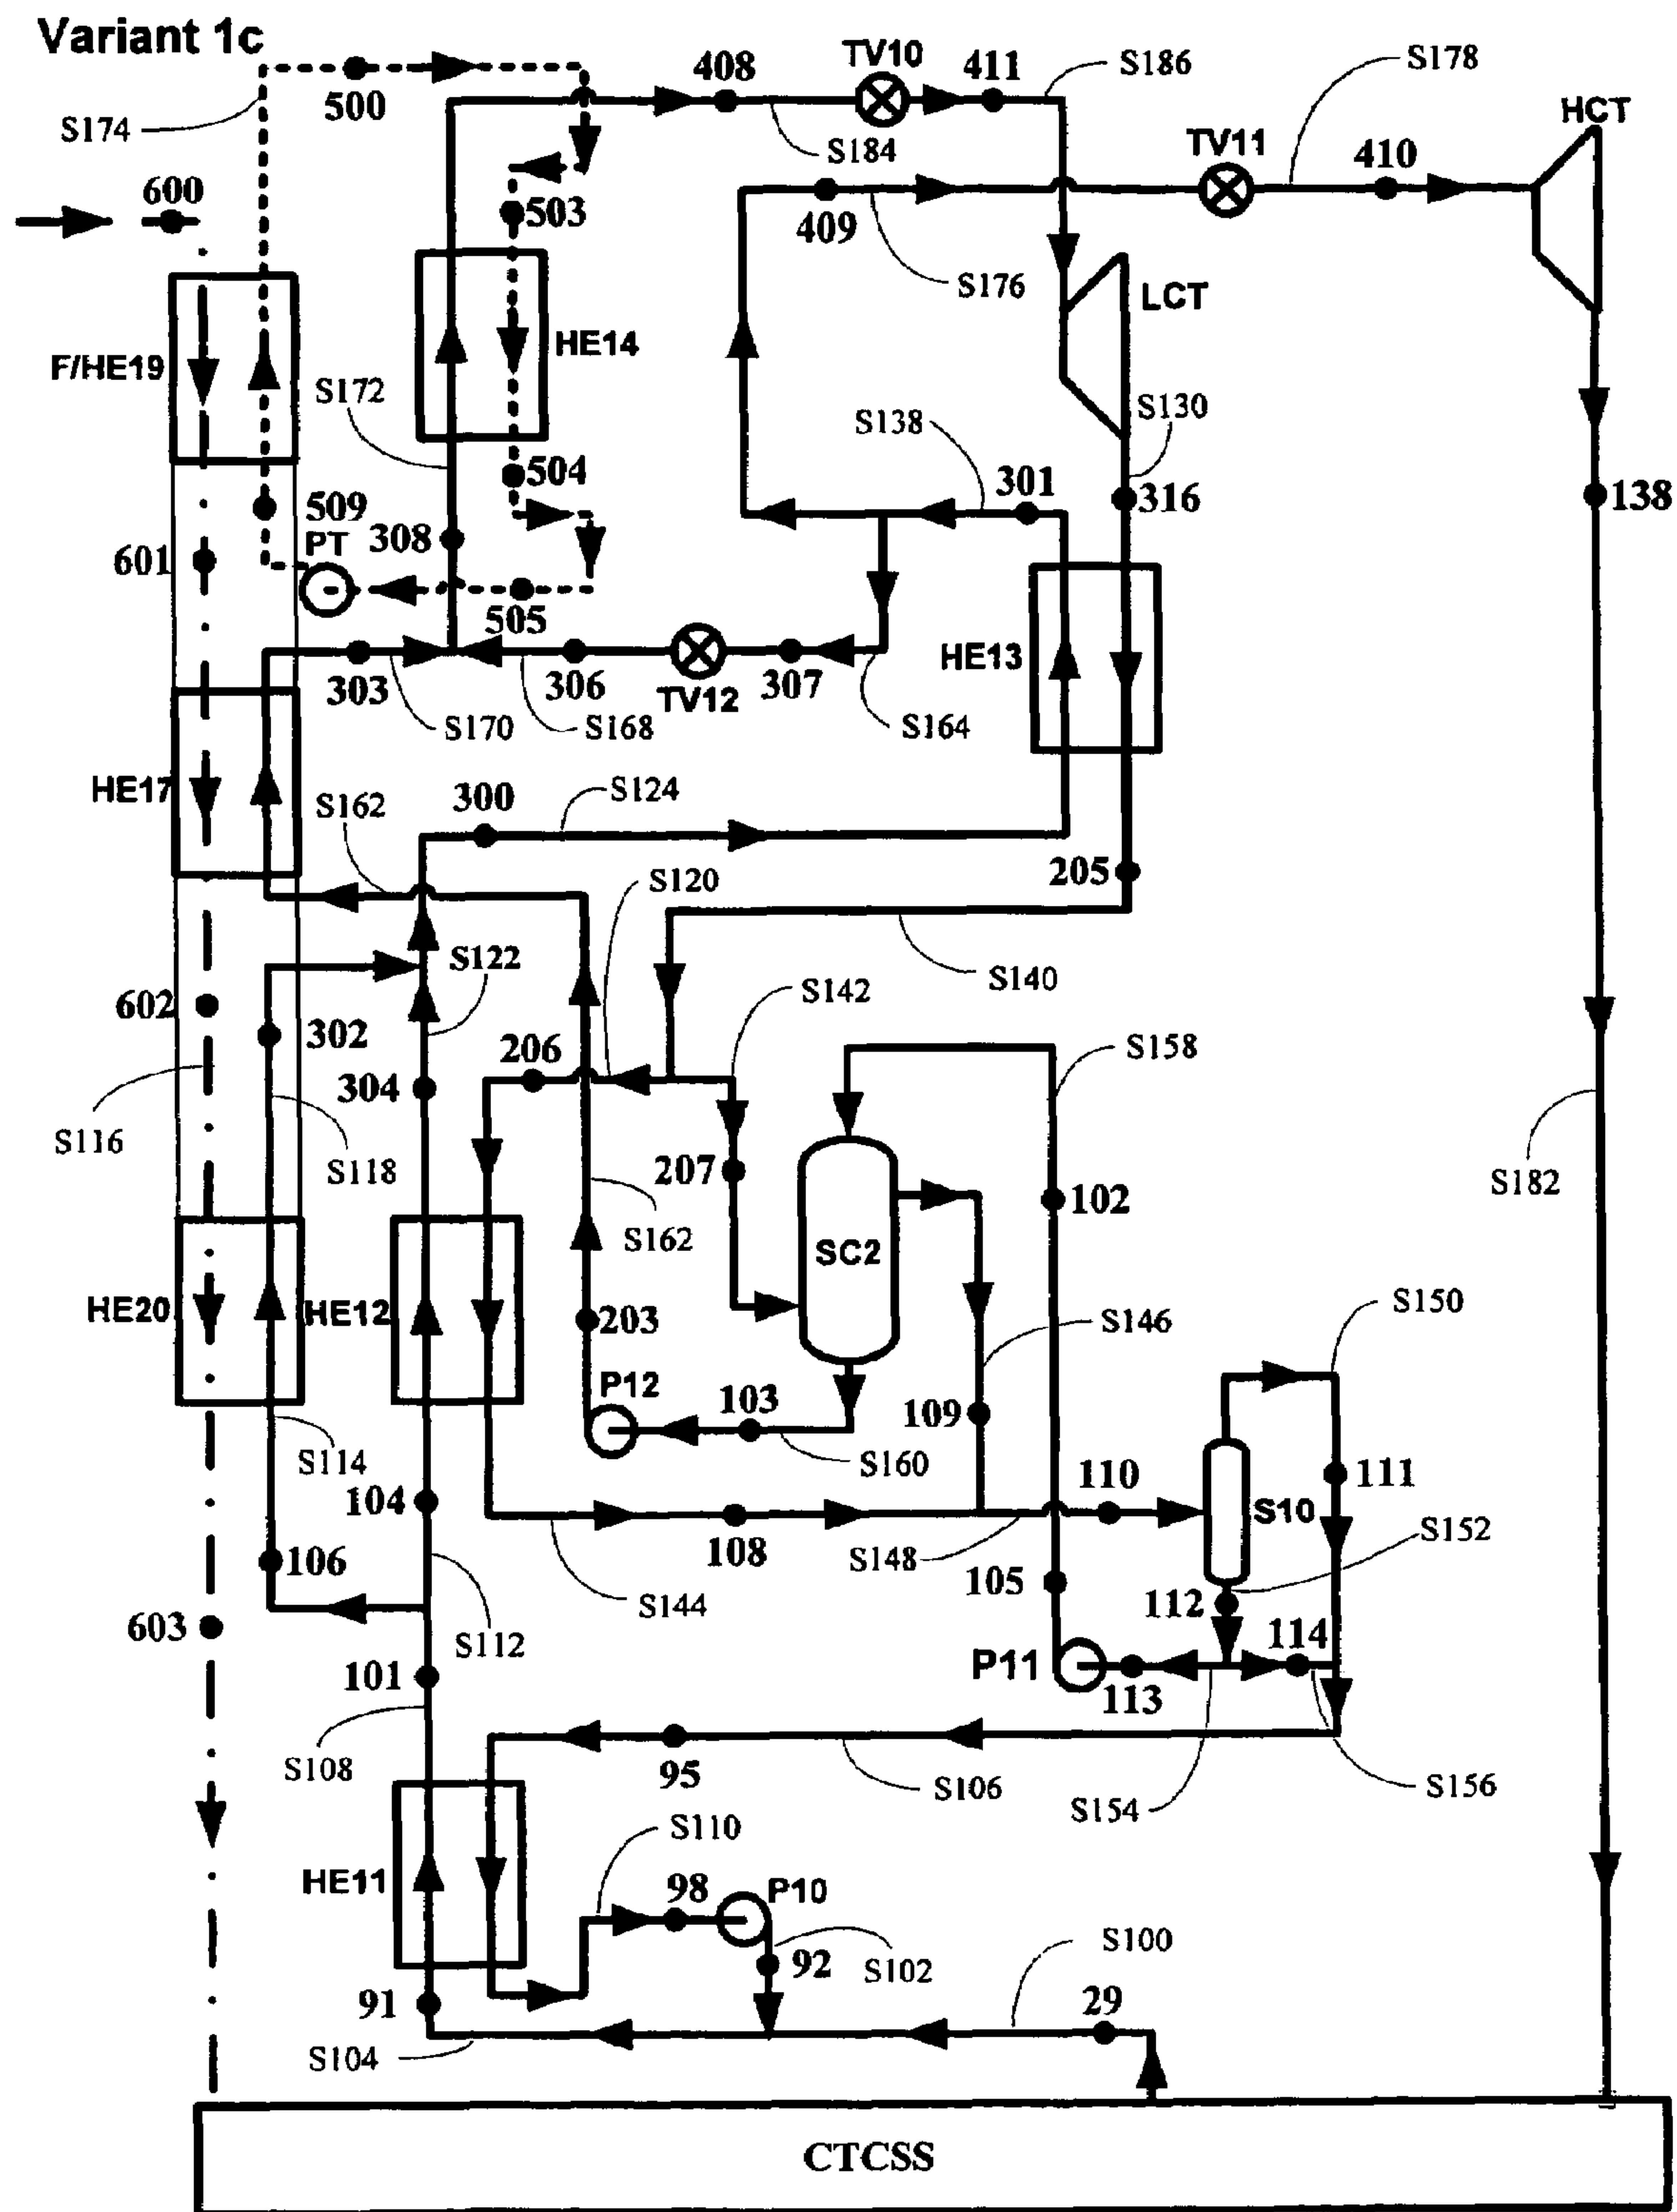 Variant 1c
TV10
408
411
S186
S178
HCT
500
S174
S184
TV11
410
600
503
409
S176
LCT
HE14
F/HE19
S172
S138
S130
301
316
504
138
509
PT
308
601
505
HE13
303
306
TV12
307
S170
S168
S164
HE17
S162
300
S124
205
S120
S122
S142
S140
602
302
206
S158
304
S116
S118
207
102
S182
S162
SC2
HE20
HE12
203
S146
S150
P12
103
109
S114
S160
110
111
104
S10
S152
106
108
S148
105
S144
112
114
603
S112
P11
113
101
S108
95
S106
S154
S156
S110
HE11
98
P10
S102
92
S100
91
29
S104
CTCSS